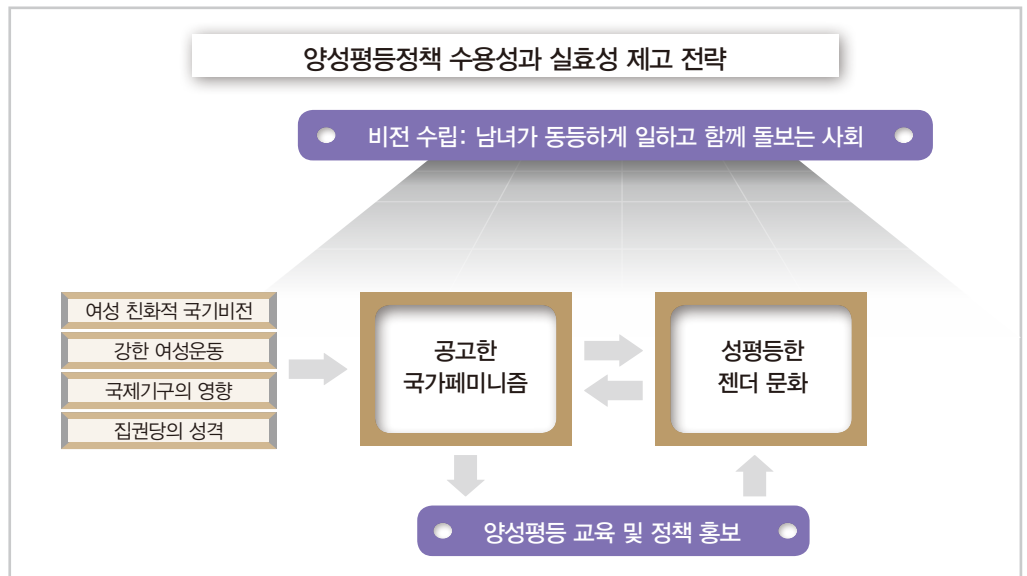 양성평등정책 수용성과 실효성 제고 전략
비전 수립: 남녀가 동등하게 일하고 함께 돌보는 사회
여성 친화적 국기비전
강한 여성운동
국제기구의 영향
집권당의 성격
공고한
국가페미니즘
성평등한
젠더 문화
양성평등 교육 및 정책 홍보